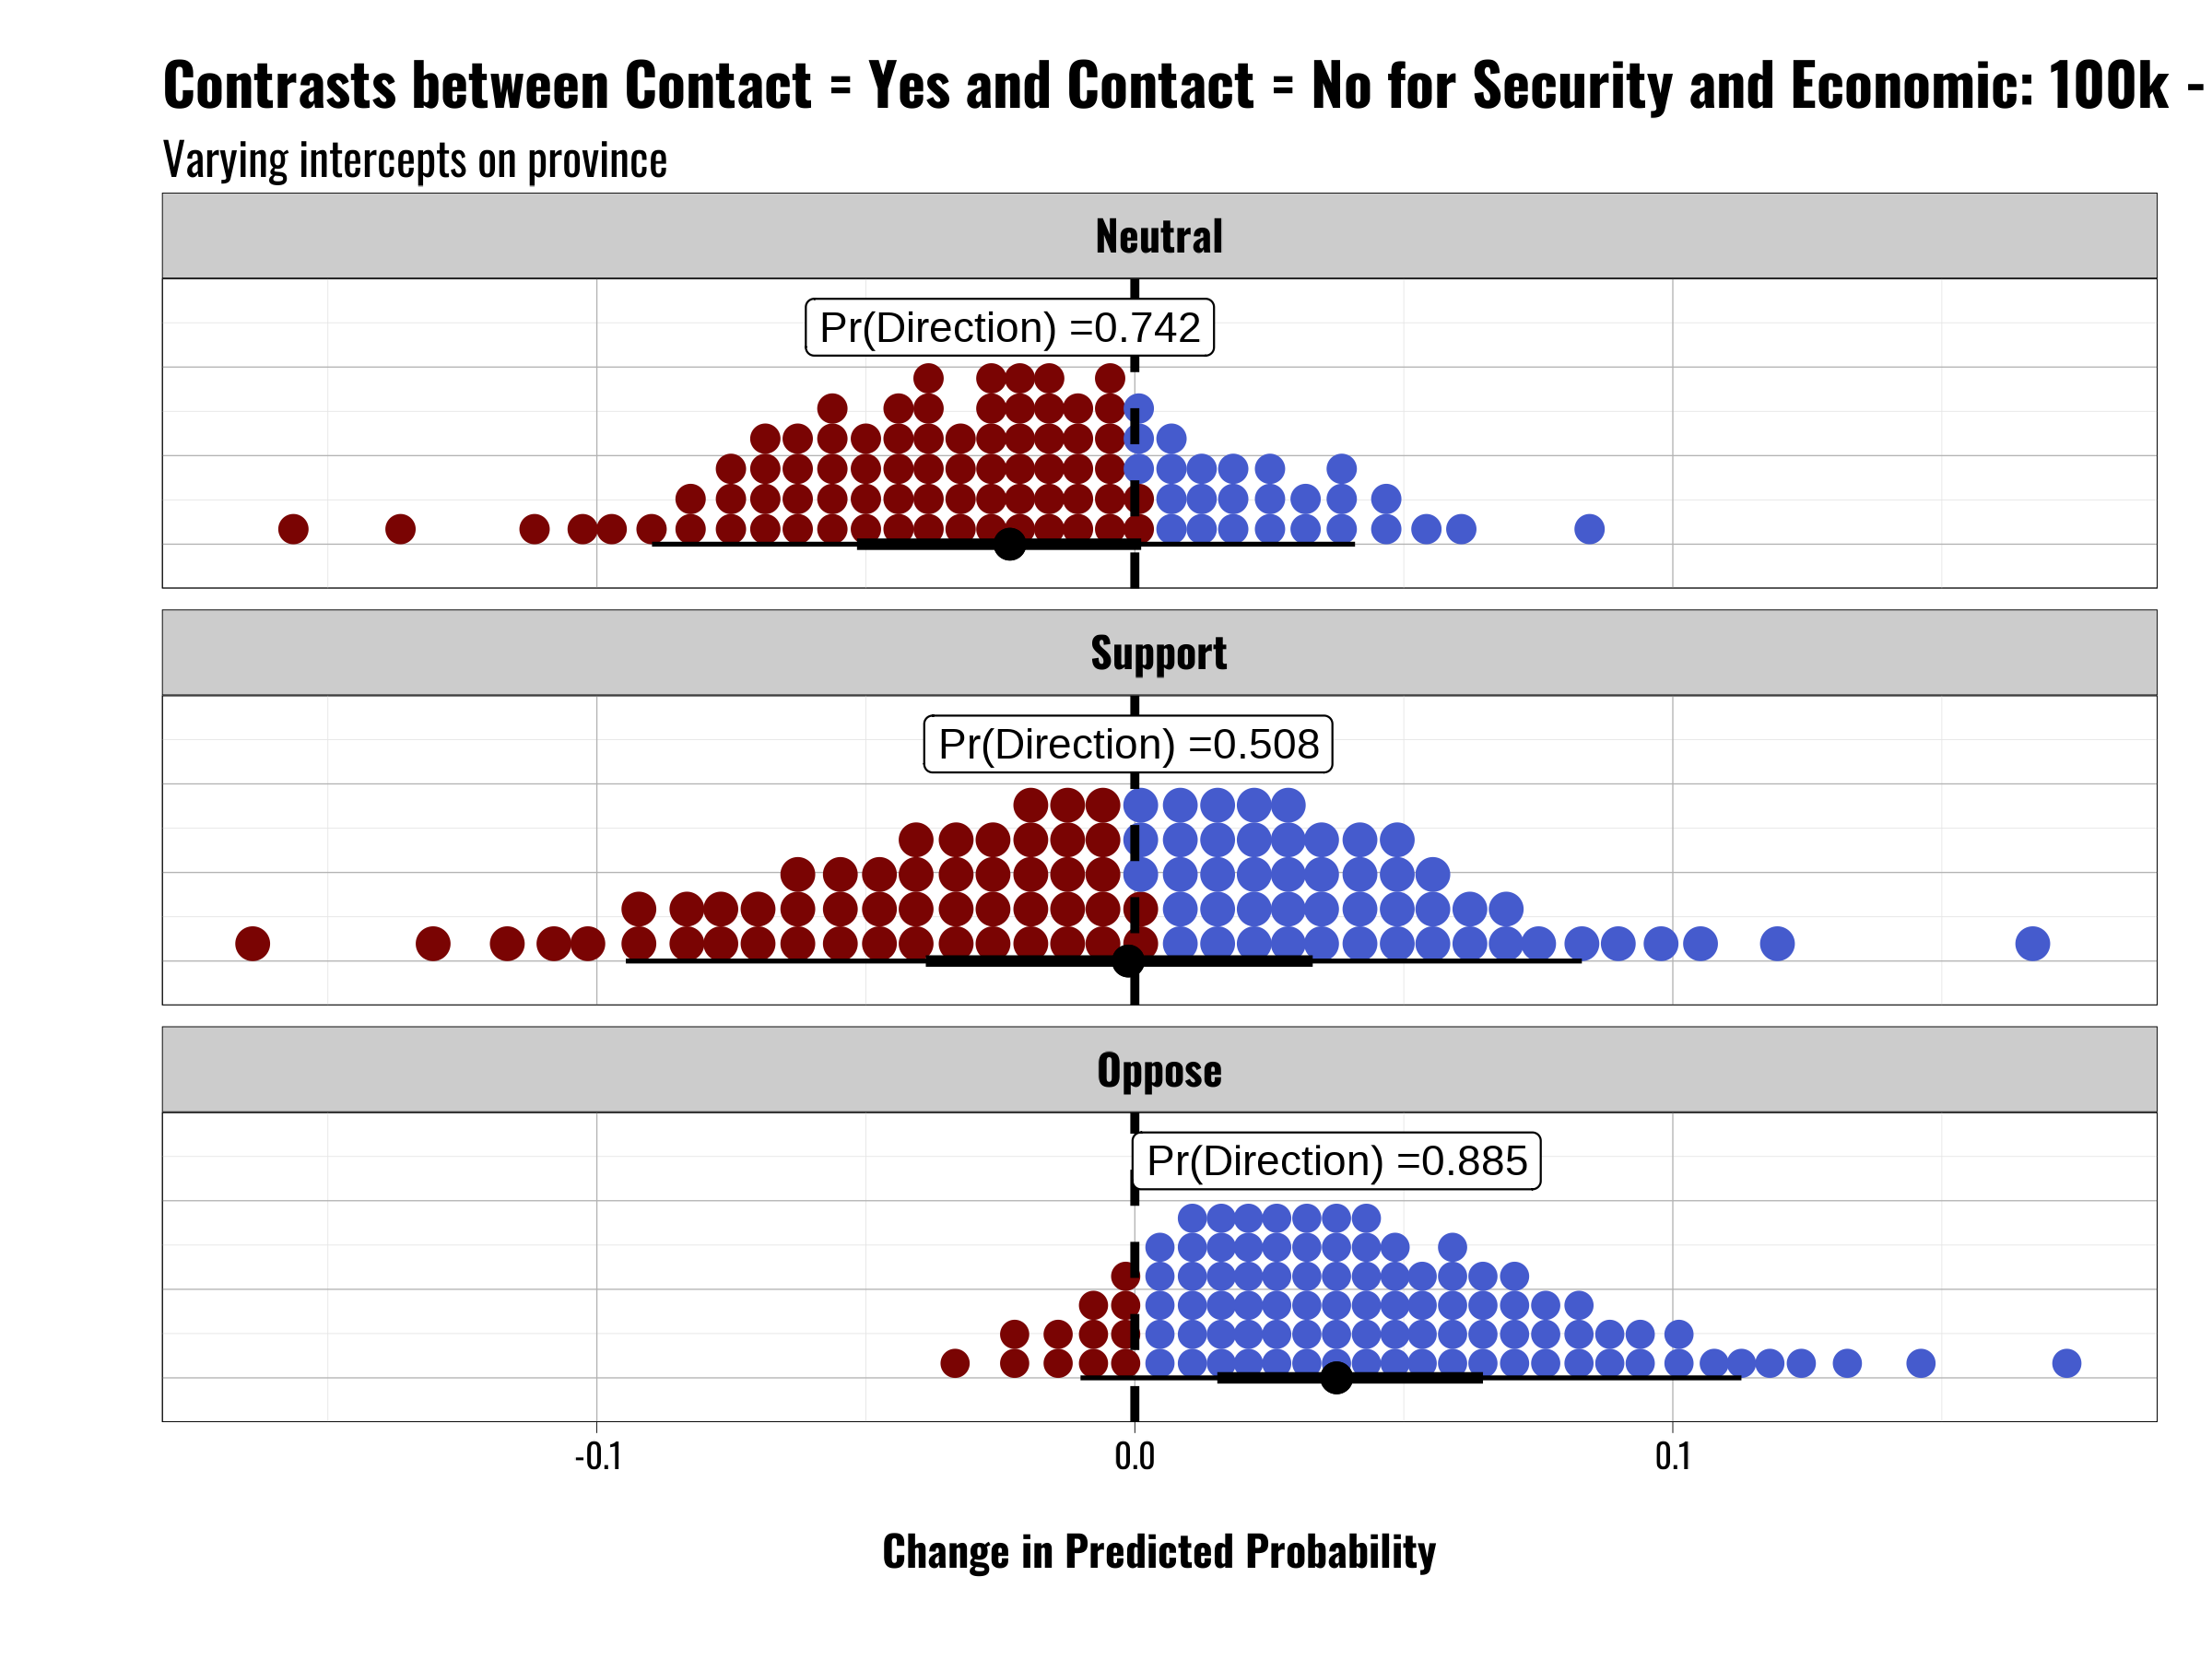 Contrasts between Contact = Yes and Contact = No for Security and Economic: 100k -
Varying intercepts on province
Neutral
Pr(Direction) =0.742
Support
Pr(Direction) =0.508
Oppose
Pr(Direction) =0.885
-0.1 0.0 0.1
Change in Predicted Probability